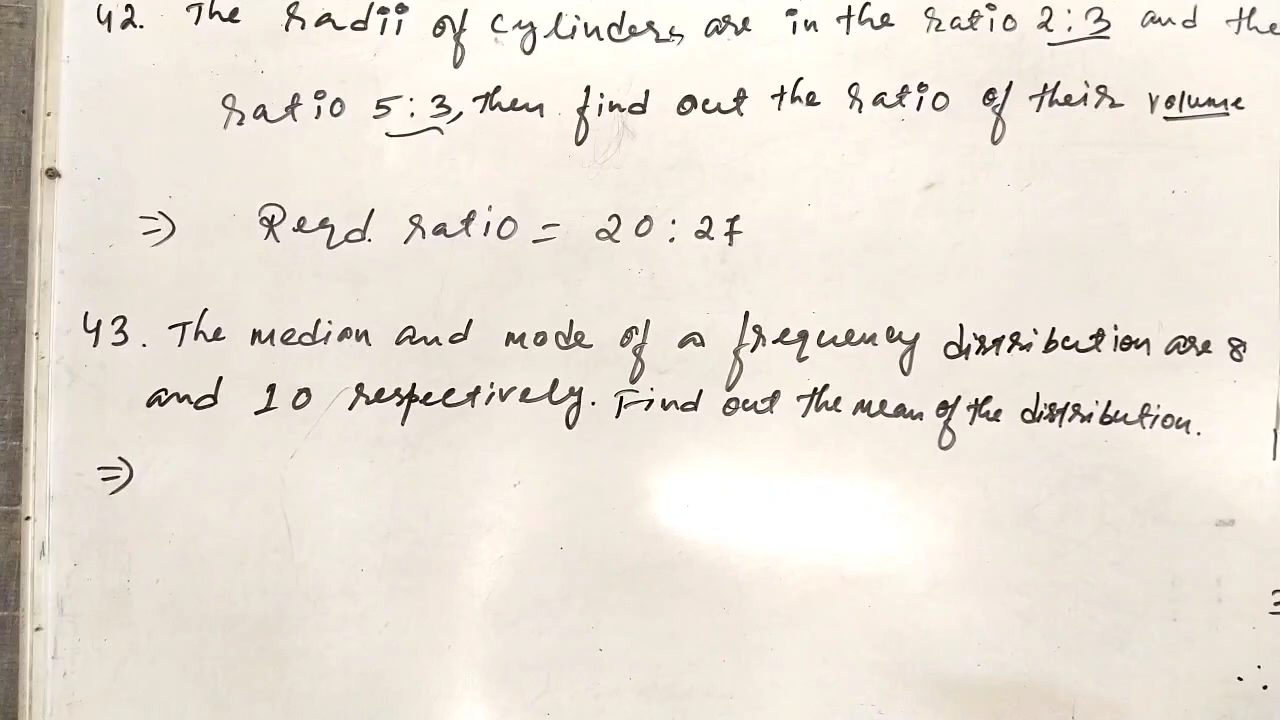 42. The radii of cylinders are in the ratio 2:3 and the
ratio 5:3, then find out the ratio of their volume
=> Reqd. ratio = 20:27
43. The median and mode of a frequency distribution are 8
and 10 respectively. Find out the mean of the distribution.
=>